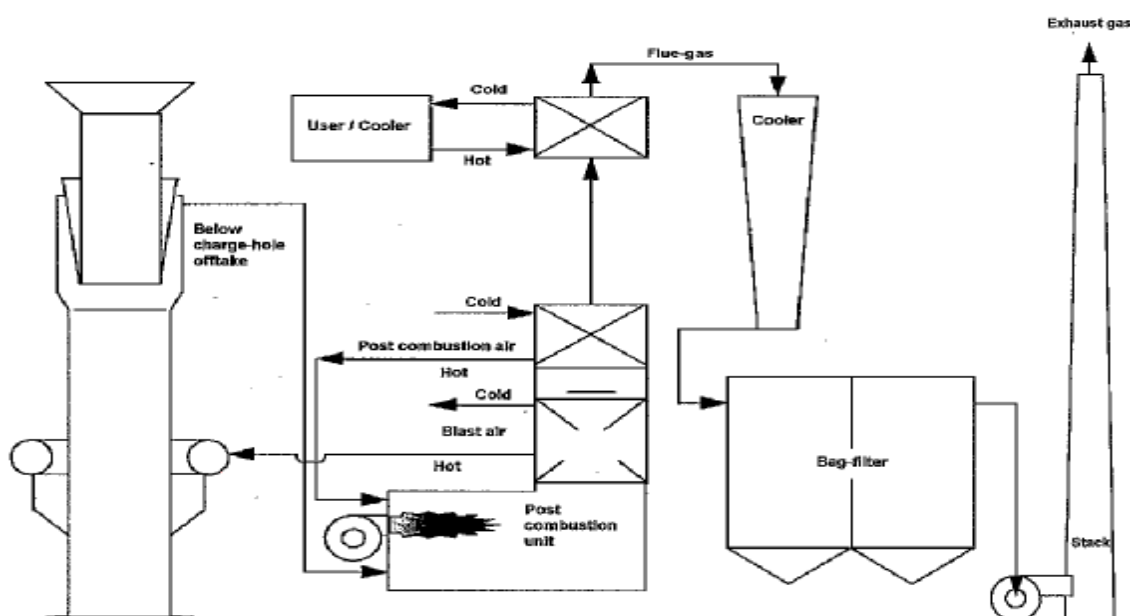 Exhaust gas
Flue-gas
Cold
User / Cooler
Hot
Cooler
Below
charge-hole
offtake
Cold
Post combustion air
Hot
Cold
Blast air
Hot
Bag-filter
Post
combustion
unit
Stack